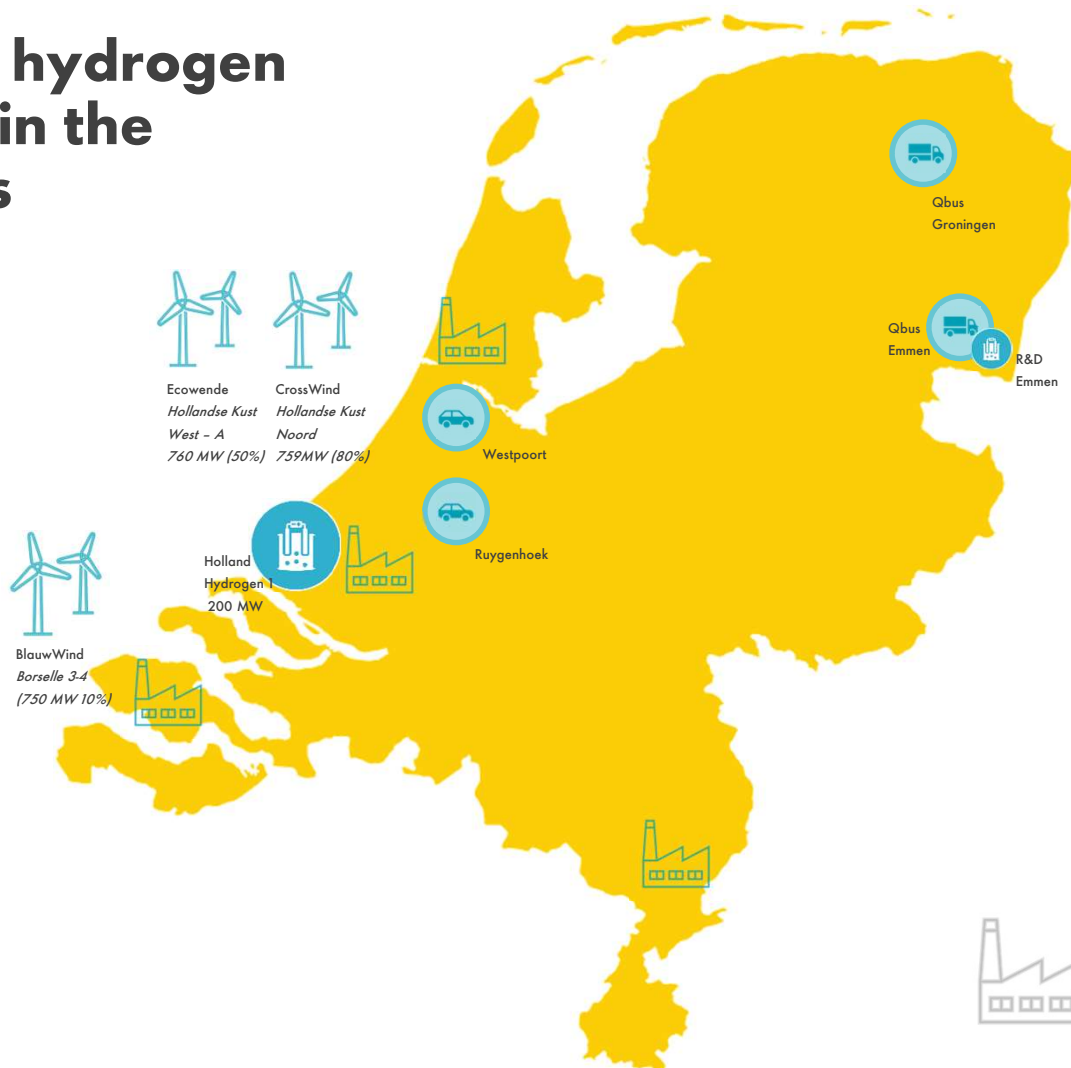 hydrogen
in the
s
Qbus
Groningen
Qbus
Emmen
R&D
Emmen
Ecowende
Hollandse Kust
West – A
760 MW (50%)
CrossWind
Hollandse Kust
Noord
759MW (80%)
Westpoort
Ruygenhoek
Holland
Hydrogen 1
200 MW
BlauwWind
Borselle 3-4
(750 MW 10%)